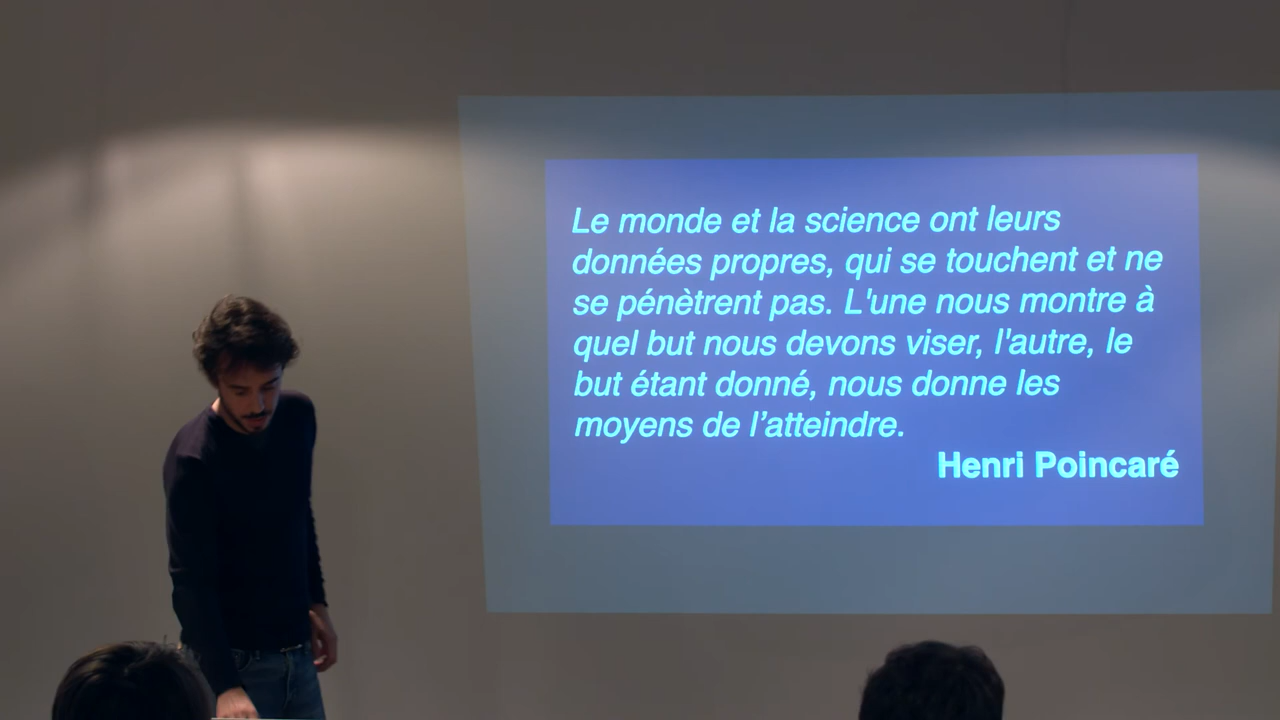 Le monde et la science ont leurs
données propres, qui se touchent et ne
se pénètrent pas. L'une nous montre à
quel but nous devons viser, l'autre, le
but étant donné, nous donne les
moyens de l’atteindre.
Henri Poincaré